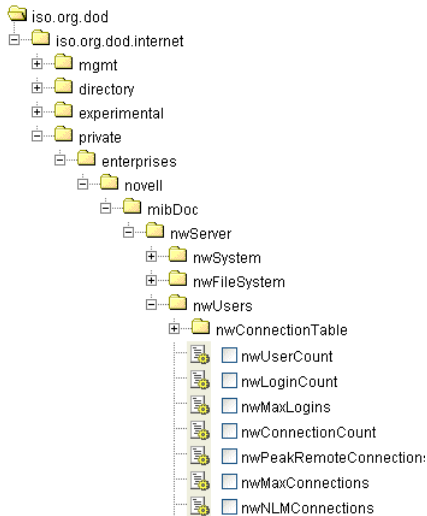 iso.org.dod
iso.org.dod.internet
mgmt
directory
experimental
private
enterprises
novell
mibDoc
nwServer
nwSystem
nwFileSystem
nwUsers
nwConnectionTable
nwUserCount
nwLoginCount
nwMaxLogins
nwConnectionCount
nwPeakRemoteConnections
nwMaxConnections
nwNLMConnections